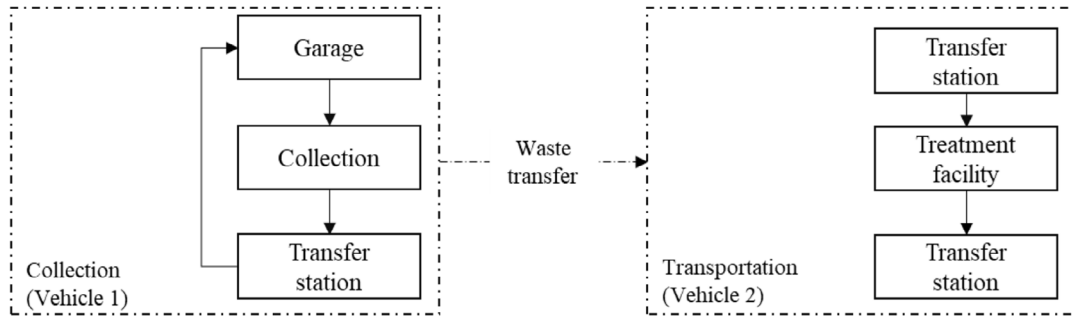 Garage
Collection
Transfer
station
Collection
(Vehicle 1)
Waste
transfer
Transfer
station
Treatment
facility
Transfer
station
Transportation
(Vehicle 2)